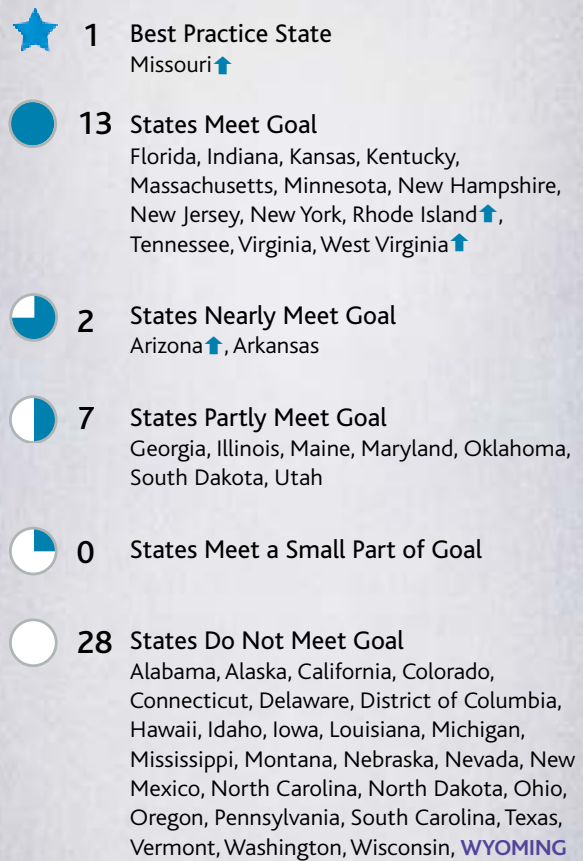 1 Best Practice State
Missouri⬆
13 States Meet Goal
Florida, Indiana, Kansas, Kentucky,
Massachusetts, Minnesota, New Hampshire,
New Jersey, New York, Rhode Island⬆,
Tennessee, Virginia, West Virginia⬆
2 States Nearly Meet Goal
Arizona⬆, Arkansas
7 States Partly Meet Goal
Georgia, Illinois, Maine, Maryland, Oklahoma,
South Dakota, Utah
0 States Meet a Small Part of Goal
28 States Do Not Meet Goal
Alabama, Alaska, California, Colorado,
Connecticut, Delaware, District of Columbia,
Hawaii, Idaho, Iowa, Louisiana, Michigan,
Mississippi, Montana, Nebraska, Nevada, New
Mexico, North Carolina, North Dakota, Ohio,
Oregon, Pennsylvania, South Carolina, Texas,
Vermont, Washington, Wisconsin, WYOMING